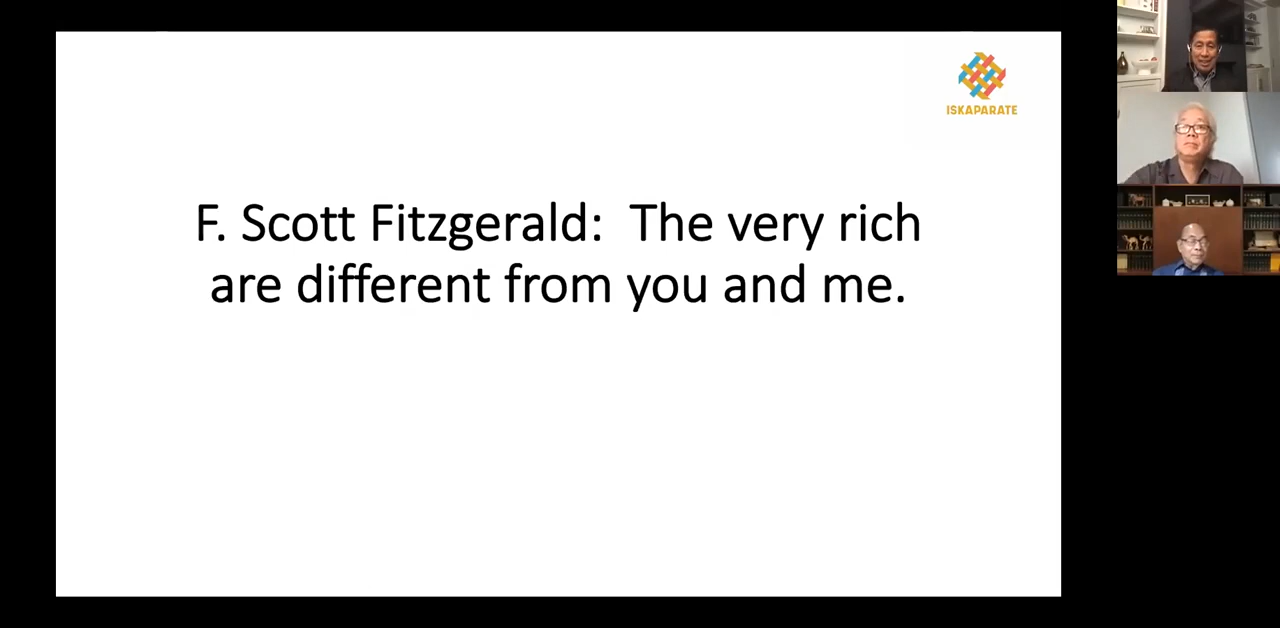 ISKAPARATE
F. Scott Fitzgerald:  The very rich
are different from you and me.